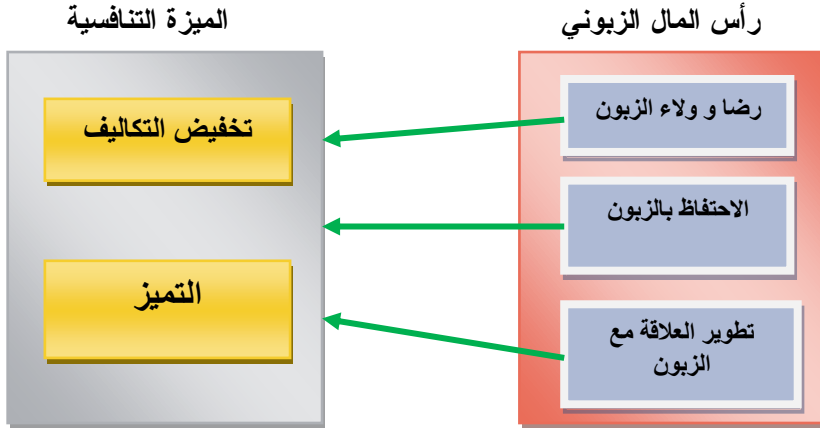 رأس المال الزبوني
الميزة التنافسية
رضا و ولاء الزبون
الاحتفاظ بالزبون
تطوير العلاقة مع
الزبون
تخفيض التكاليف
التميز